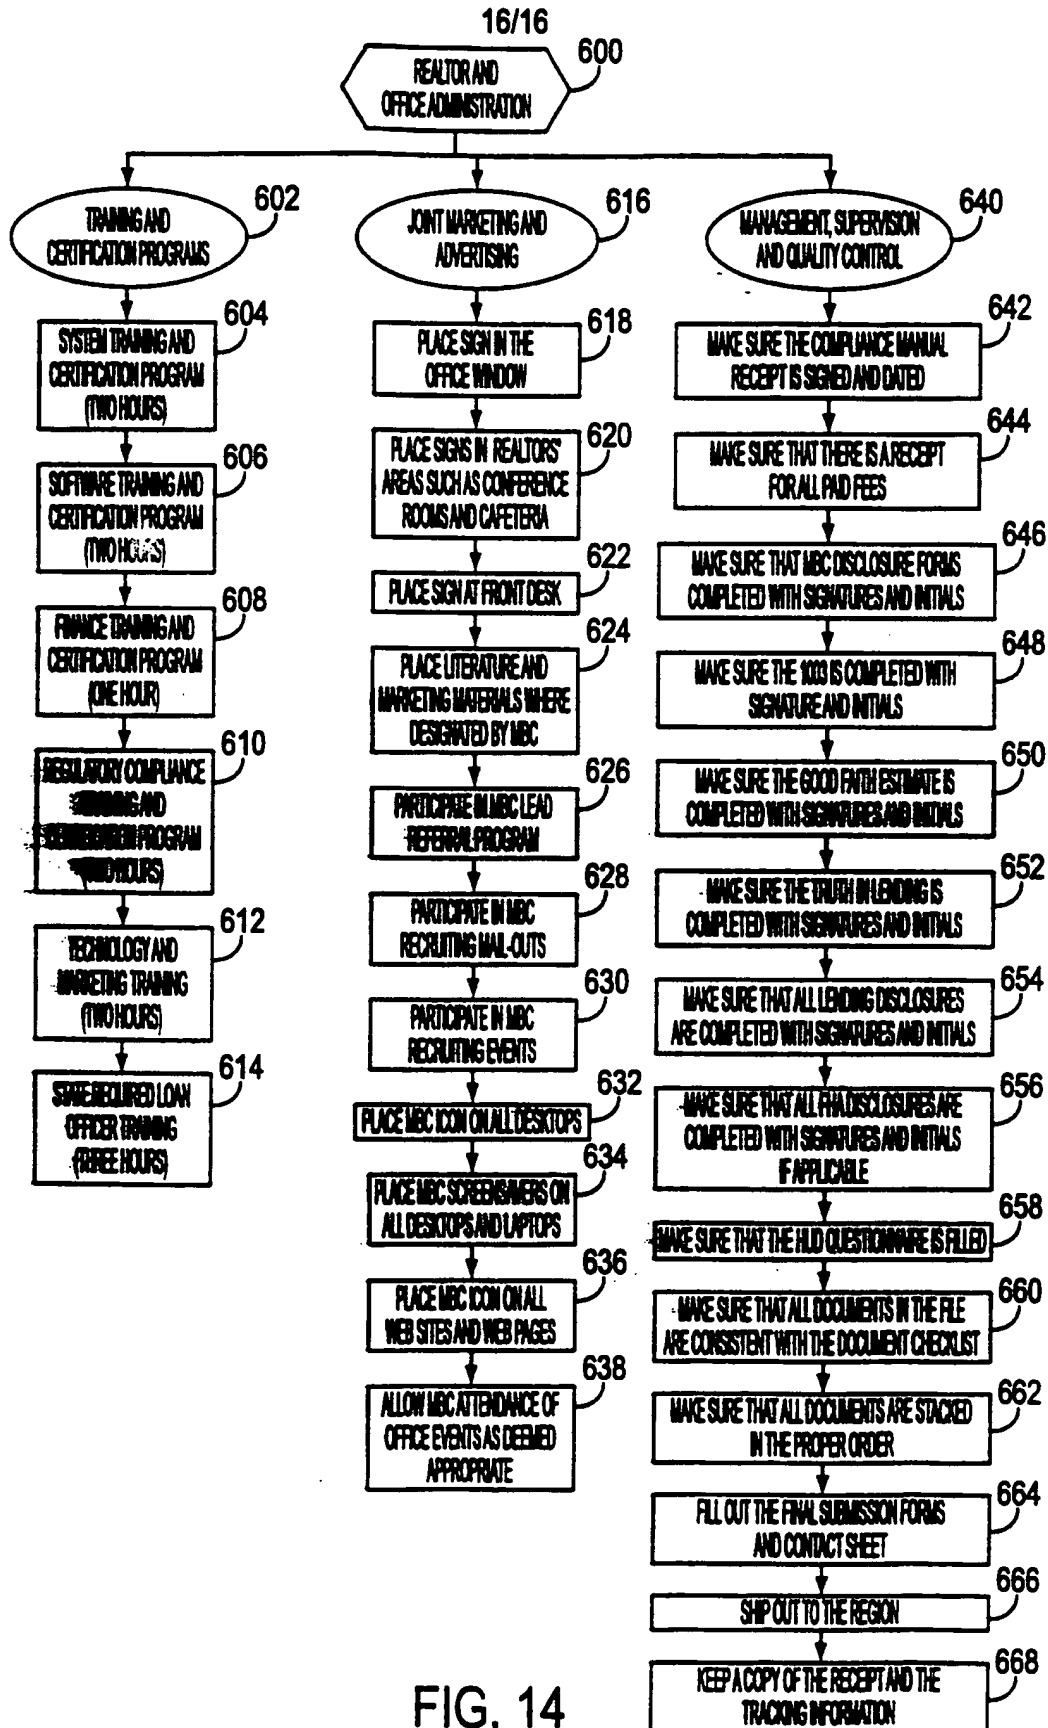 16/16
REALTOR AND
OFFICE ADMINISTRATION
600
TRAINING AND
CERTIFICATION PROGRAMS
602
SYSTEM TRAINING AND
CERTIFICATION PROGRAM
(TWO HOURS)
604
SOFTWARE TRAINING AND
CERTIFICATION PROGRAM
(TWO HOURS)
606
FINANCE TRAINING AND
CERTIFICATION PROGRAM
(ONE HOUR)
608
REGULATORY COMPLIANCE
TRAINING AND
CERTIFICATION PROGRAM
(TWO HOURS)
610
TECHNOLOGY AND
MARKETING TRAINING
(TWO HOURS)
612
STATE REQUIRED LOAN
OFFICER TRAINING
(THREE HOURS)
614
JOINT MARKETING AND
ADVERTISING
616
PLACE SIGN IN THE
OFFICE WINDOW
618
PLACE SIGNS IN REALTORS'
AREAS SUCH AS CONFERENCE
ROOMS AND CAFETERIA
620
PLACE SIGN AT FRONT DESK
622
PLACE LITERATURE AND
MARKETING MATERIALS WHERE
DESIGNATED BY MBC
624
PARTICIPATE IN MBC LEAD
REFERRAL PROGRAM
626
PARTICIPATE IN MBC
RECRUITING MAIL-OUTS
628
PARTICIPATE IN MBC
RECRUITING EVENTS
630
PLACE MBC ICON ON ALL DESKTOPS
632
PLACE MBC SCREENSAVERS ON
ALL DESKTOPS AND LAPTOPS
634
PLACE MBC ICON ON ALL
WEB SITES AND WEB PAGES
636
ALLOW MBC ATTENDANCE OF
OFFICE EVENTS AS DEEMED
APPROPRIATE
638
MANAGEMENT, SUPERVISION
AND QUALITY CONTROL
640
MAKE SURE THE COMPLIANCE MANUAL
RECEIPT IS SIGNED AND DATED
642
MAKE SURE THAT THERE IS A RECEIPT
FOR ALL PAID FEES
644
MAKE SURE THAT MBC DISCLOSURE FORMS
COMPLETED WITH SIGNATURES AND INITIALS
646
MAKE SURE THE 1003 IS COMPLETED WITH
SIGNATURE AND INITIALS
648
MAKE SURE THE GOOD FAITH ESTIMATE IS
COMPLETED WITH SIGNATURES AND INITIALS
650
MAKE SURE THE TRUTH IN LENDING IS
COMPLETED WITH SIGNATURES AND INITIALS
652
MAKE SURE THAT ALL LENDING DISCLOSURES
ARE COMPLETED WITH SIGNATURES AND INITIALS
654
MAKE SURE THAT ALL FHA DISCLOSURES ARE
COMPLETED WITH SIGNATURES AND INITIALS
IF APPLICABLE
656
MAKE SURE THAT THE HUD QUESTIONNAIRE IS FILLED
658
MAKE SURE THAT ALL DOCUMENTS IN THE FILE
ARE CONSISTENT WITH THE DOCUMENT CHECKLIST
660
MAKE SURE THAT ALL DOCUMENTS ARE STACKED
IN THE PROPER ORDER
662
FILL OUT THE FINAL SUBMISSION FORMS
AND CONTACT SHEET
664
SHIP OUT TO THE REGION
666
KEEP A COPY OF THE RECEIPT AND THE
TRACKING INFORMATION
668
FIG. 14